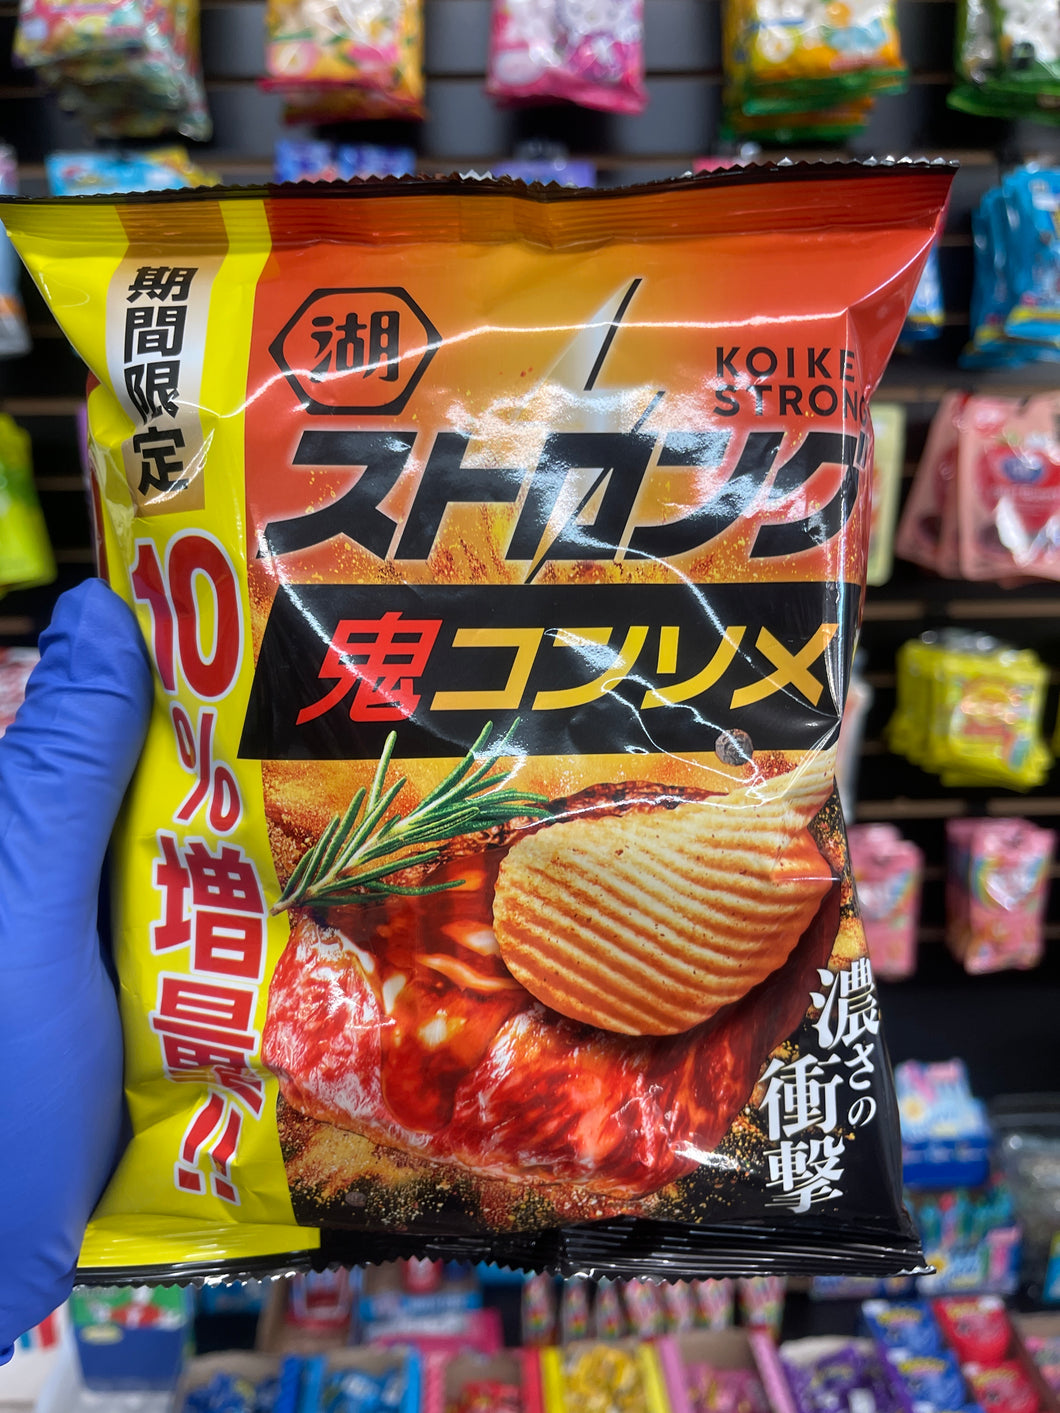 期間限定
10%増量!!
湖
KOIKE
STRONG
ストロング
鬼コンソメ
濃さの
衝撃